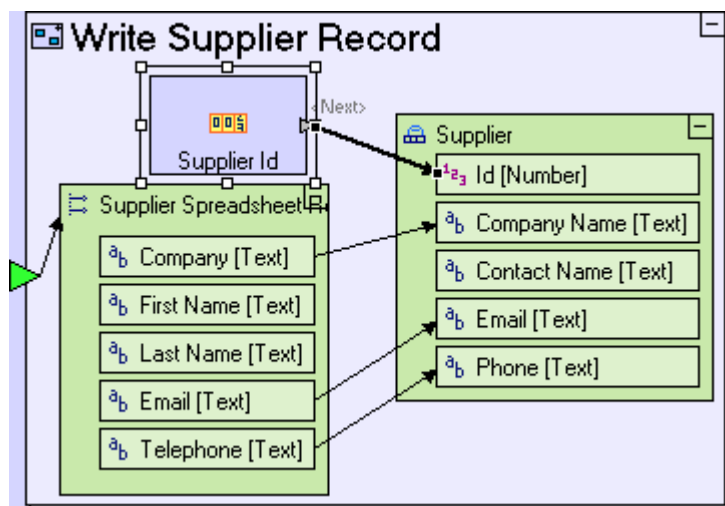 Write Supplier Record
<Next>
Supplier Id
Supplier Spreadsheet
Company [Text]
First Name [Text]
Last Name [Text]
Email [Text]
Telephone [Text]
Supplier
Id [Number]
Company Name [Text]
Contact Name [Text]
Email [Text]
Phone [Text]